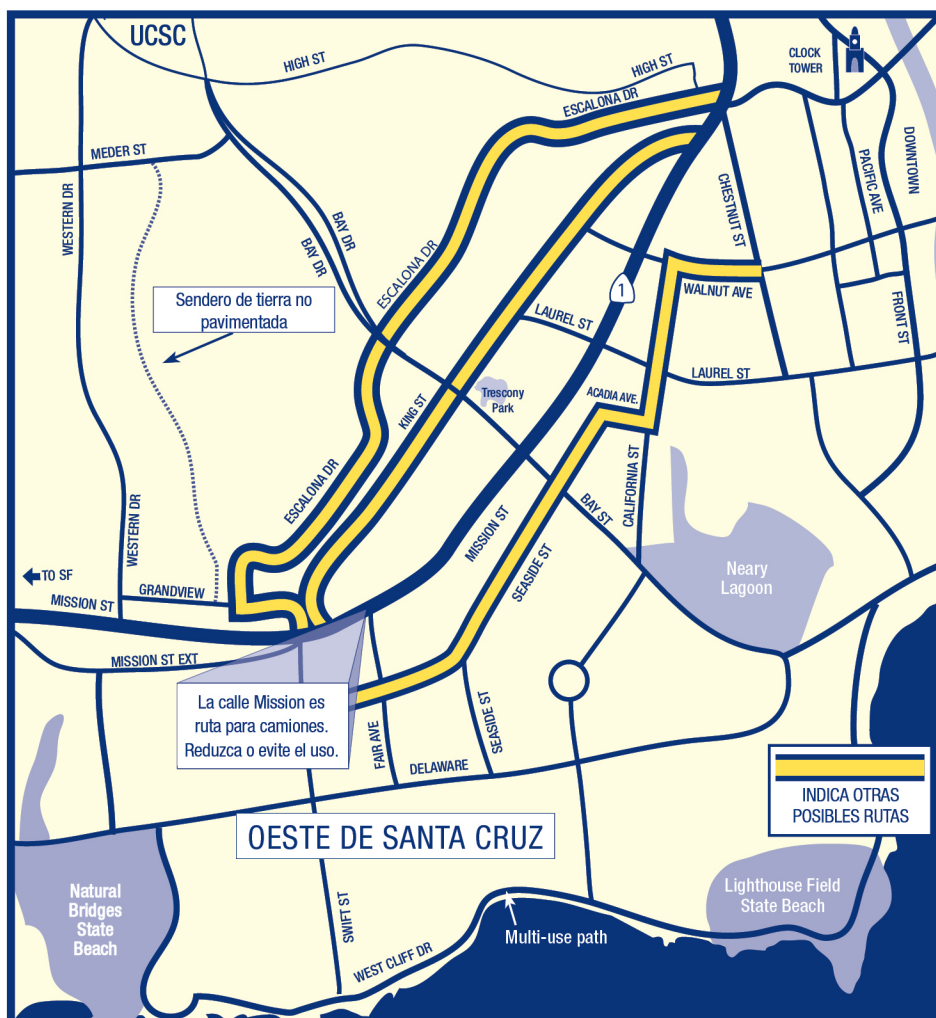 UCSC
HIGH ST
HIGH ST
CLOCK
TOWER
ESCALONA DR
MEDER ST
WESTERN DR
BAY DR
BAY DR
ESCALONA DR
CHESTNUT ST
PACIFIC AVE
DOWNTOWN
Sendero de tierra no
pavimentada
1
WALNUT AVE
FRONT ST
LAUREL ST
LAUREL ST
Trescony
Park
ACADIA AVE.
KING ST
ESCALONA DR
CALIFORNIA ST
WESTERN DR
MISSION ST
BAY ST
SEASIDE ST
Neary
Lagoon
TO SF
GRANDVIEW
MISSION ST
MISSION ST EXT
La calle Mission es
ruta para camiones.
Reduzca o evite el uso.
FAIR AVE
SEASIDE ST
DELAWARE
INDICA OTRAS
POSIBLES RUTAS
OESTE DE SANTA CRUZ
Natural
Bridges
State
Beach
SWIFT ST
Lighthouse Field
State Beach
Multi-use path
WEST CLIFF DR